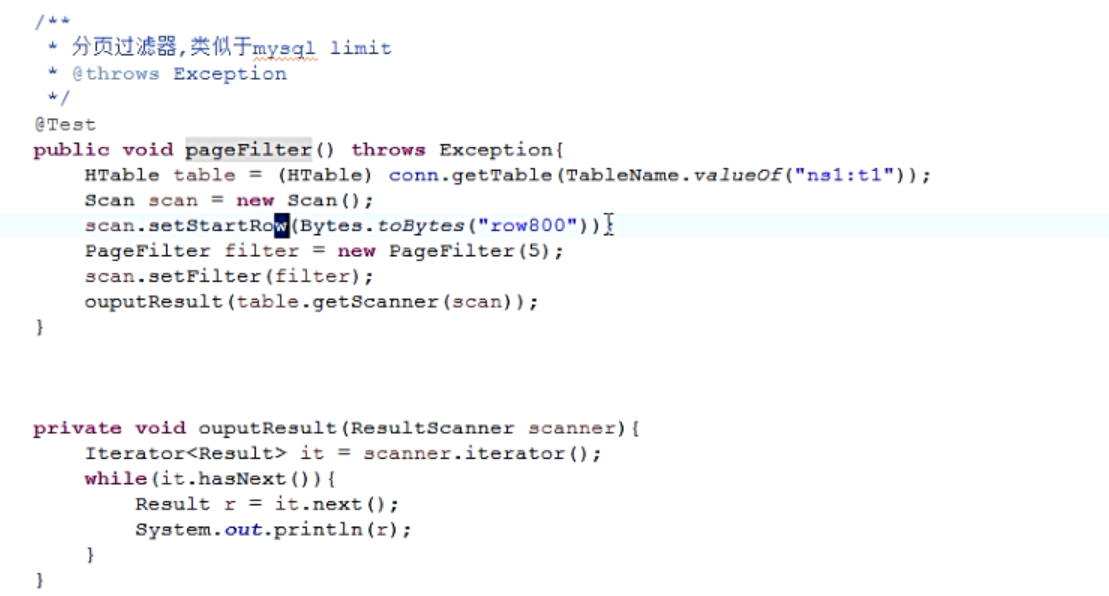 /**
 * 分页过滤器,类似于mysql limit
 * @throws Exception
 */
@Test
public void pageFilter() throws Exception{
    HTable table = (HTable) conn.getTable(TableName.valueOf("ns1:t1"));
    Scan scan = new Scan();
    scan.setStartRow(Bytes.toBytes("row800"));
    PageFilter filter = new PageFilter(5);
    scan.setFilter(filter);
    ouputResult(table.getScanner(scan));
}
private void ouputResult(ResultScanner scanner){
    Iterator<Result> it = scanner.iterator();
    while(it.hasNext()){
        Result r = it.next();
        System.out.println(r);
    }
}